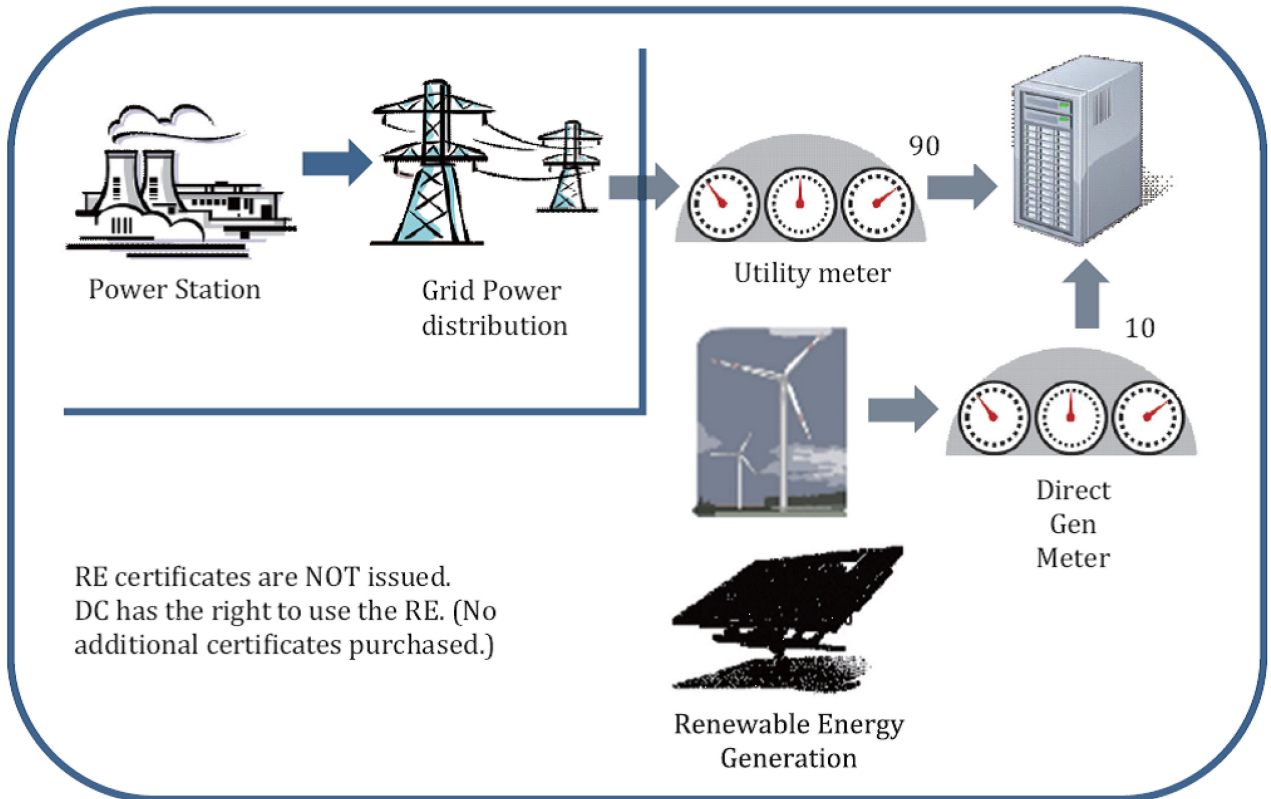 Power Station
Grid Power
distribution
90
Utility meter
10
Direct
Gen
Meter
RE certificates are NOT issued.
DC has the right to use the RE. (No
additional certificates purchased.)
Renewable Energy
Generation